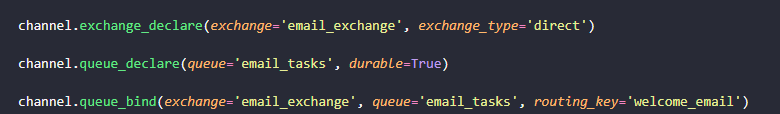 channel.exchange_declare(exchange='email_exchange', exchange_type='direct')
channel.queue_declare(queue='email_tasks', durable=True)
channel.queue_bind(exchange='email_exchange', queue='email_tasks', routing_key='welcome_email')